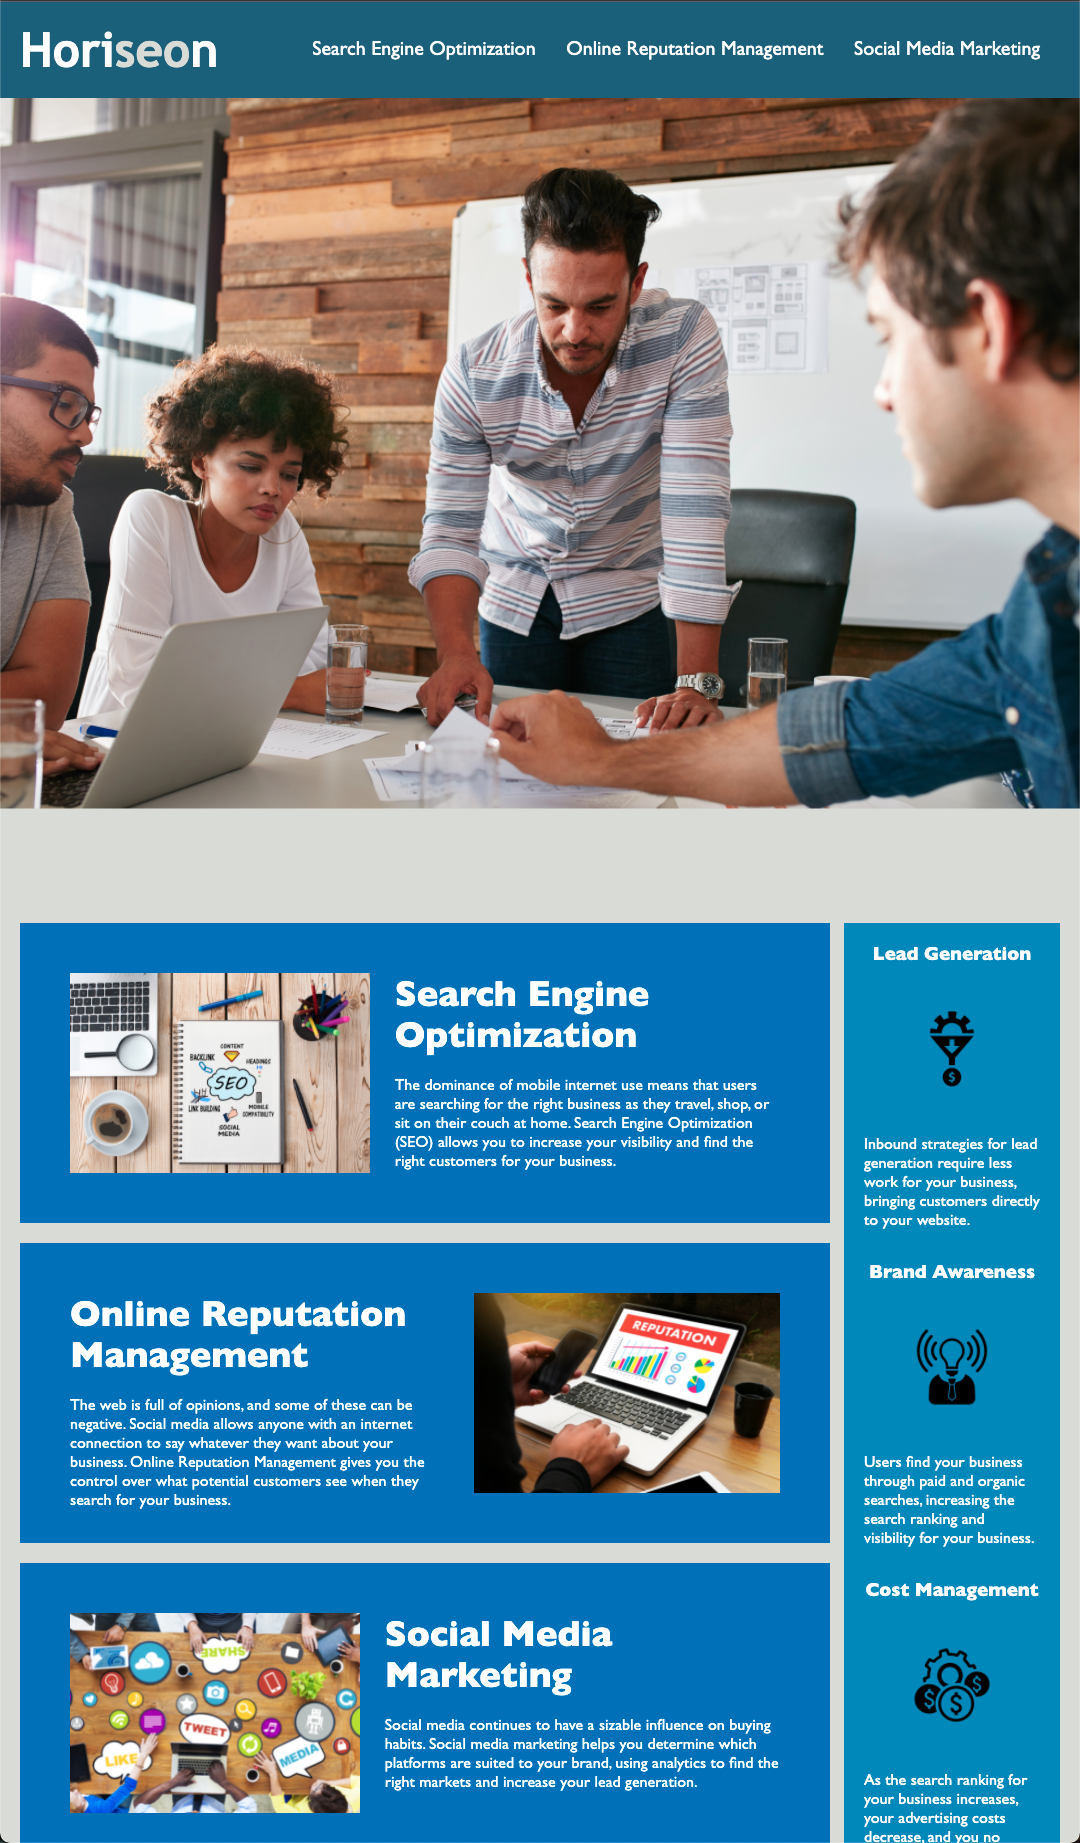 Horiseon
Search Engine Optimization
Online Reputation Management
Social Media Marketing
CONTENT
BACKLINK
HEADINGS
SEO
LINK BUILDING
MOBILE
COMPATIBILITY
SOCIAL
MEDIA
Search Engine
Optimization
The dominance of mobile internet use means that users
are searching for the right business as they travel, shop, or
sit on their couch at home. Search Engine Optimization
(SEO) allows you to increase your visibility and find the
right customers for your business.
Online Reputation
Management
The web is full of opinions, and some of these can be
negative. Social media allows anyone with an internet
connection to say whatever they want about your
business. Online Reputation Management gives you the
control over what potential customers see when they
search for your business.
REPUTATION
SHARE
TWEET
LIKE
MEDIA
Social Media
Marketing
Social media continues to have a sizable influence on buying
habits. Social media marketing helps you determine which
platforms are suited to your brand, using analytics to find the
right markets and increase your lead generation.
Lead Generation
$
Inbound strategies for lead
generation require less
work for your business,
bringing customers directly
to your website.
Brand Awareness
Users find your business
through paid and organic
searches, increasing the
search ranking and
visibility for your business.
Cost Management
$ $ $
As the search ranking for
your business increases,
your advertising costs
decrease, and you no